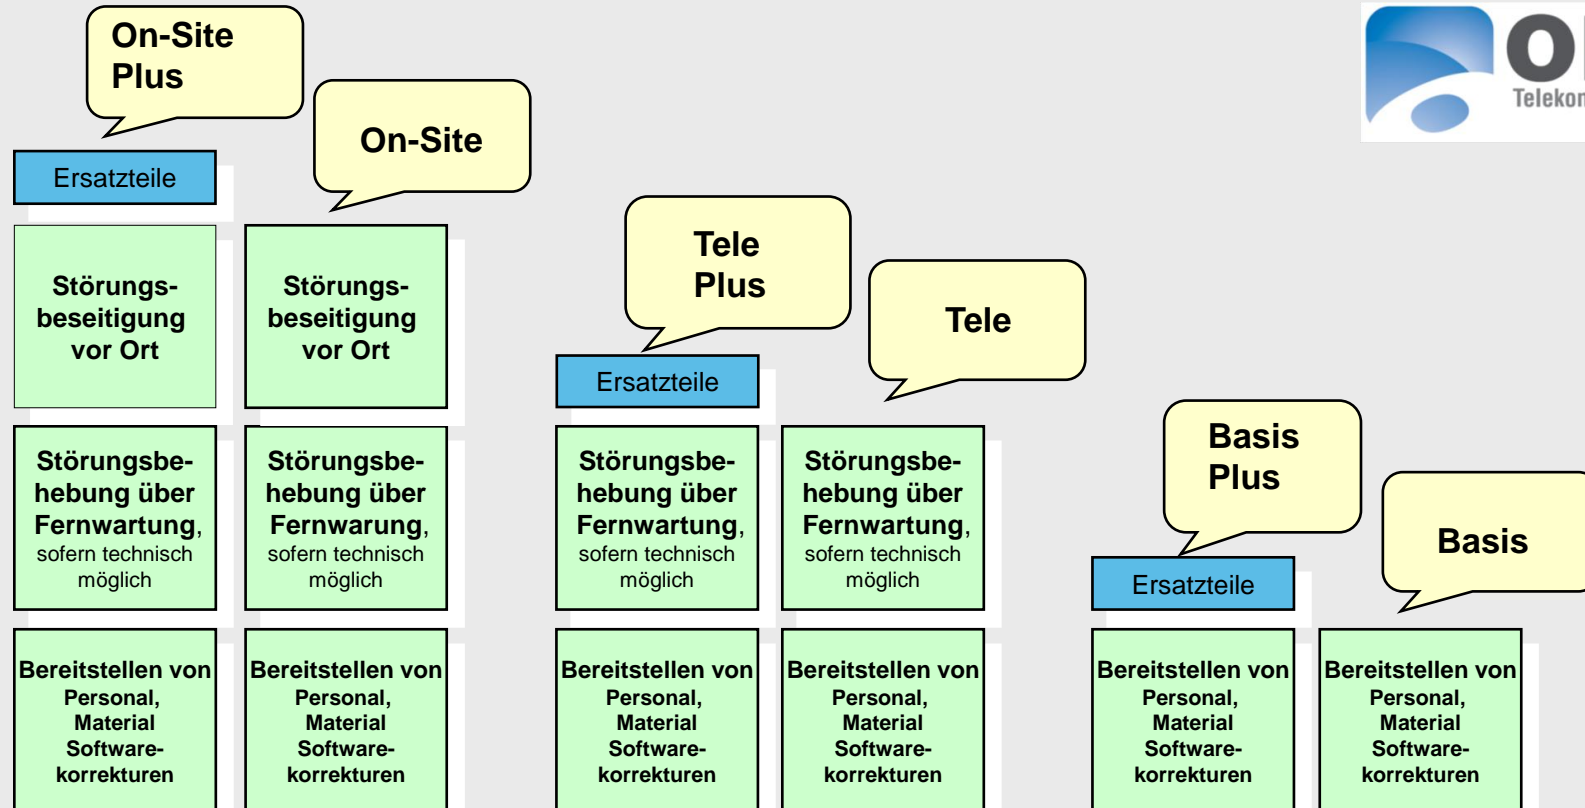 On-Site
Plus
On-Site
Telekom
Ersatzteile
Störungs-
beseitigung
vor Ort
Störungs-
beseitigung
vor Ort
Tele
Plus
Tele
Ersatzteile
Störungsbe-
hebung über
Fernwartung,
sofern technisch
möglich
Störungsbe-
hebung über
Fernwarung,
sofern technisch
möglich
Störungsbe-
hebung über
Fernwartung,
sofern technisch
möglich
Störungsbe-
hebung über
Fernwartung,
sofern technisch
möglich
Basis
Plus
Basis
Ersatzteile
Bereitstellen von
Personal,
Material
Software-
korrekturen
Bereitstellen von
Personal,
Material
Software-
korrekturen
Bereitstellen von
Personal,
Material
Software-
korrekturen
Bereitstellen von
Personal,
Material
Software-
korrekturen
Bereitstellen von
Personal,
Material
Software-
korrekturen
Bereitstellen von
Personal,
Material
Software-
korrekturen